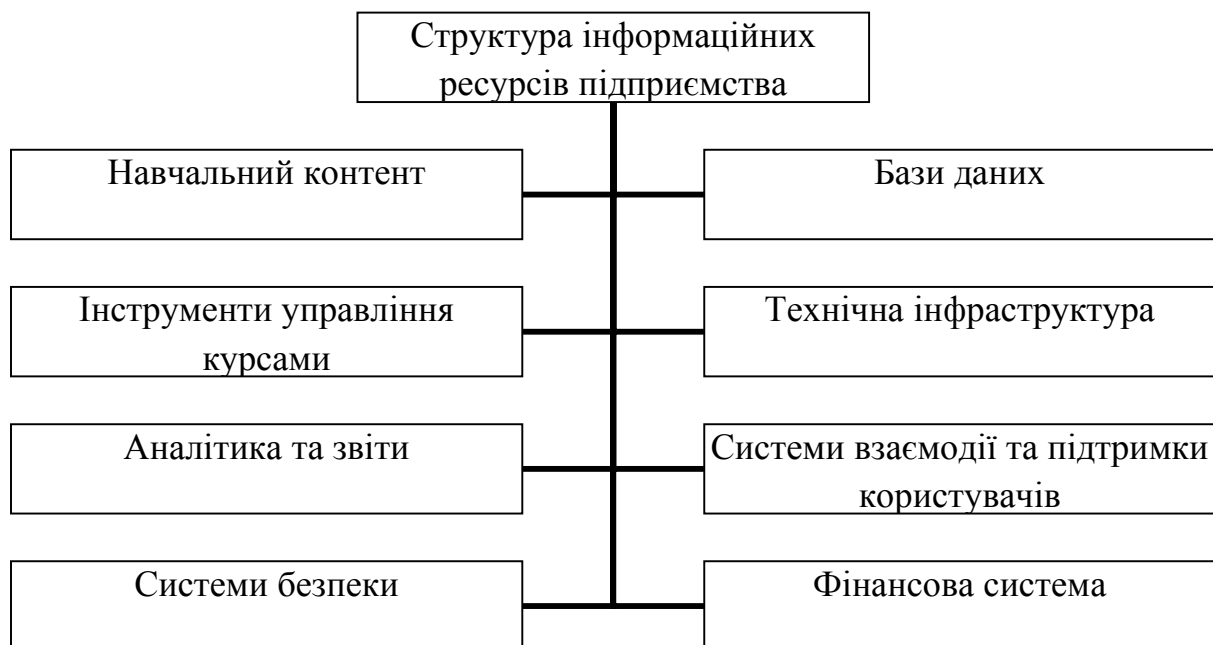 Структура інформаційних
ресурсів підприємства
Навчальний контент
Бази даних
Інструменти управління
курсами
Технічна інфраструктура
Аналітика та звіти
Системи взаємодії та підтримки
користувачів
Системи безпеки
Фінансова система